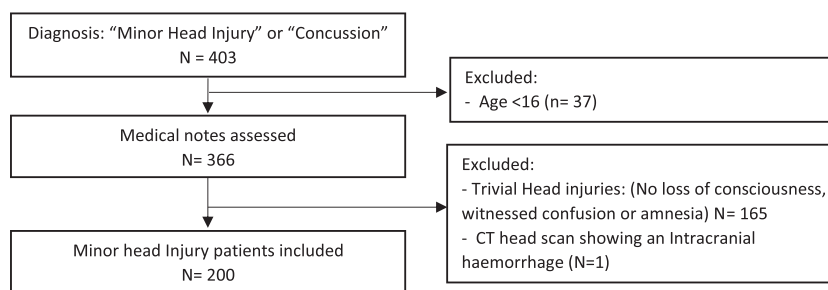 Diagnosis: “Minor Head Injury” or “Concussion”
N = 403
Excluded:
- Age <16 (n= 37)
Medical notes assessed
N= 366
Excluded:
- Trivial Head injuries: (No loss of consciousness,
witnessed confusion or amnesia) N= 165
- CT head scan showing an Intracranial
haemorrhage (N=1)
Minor head Injury patients included
N= 200